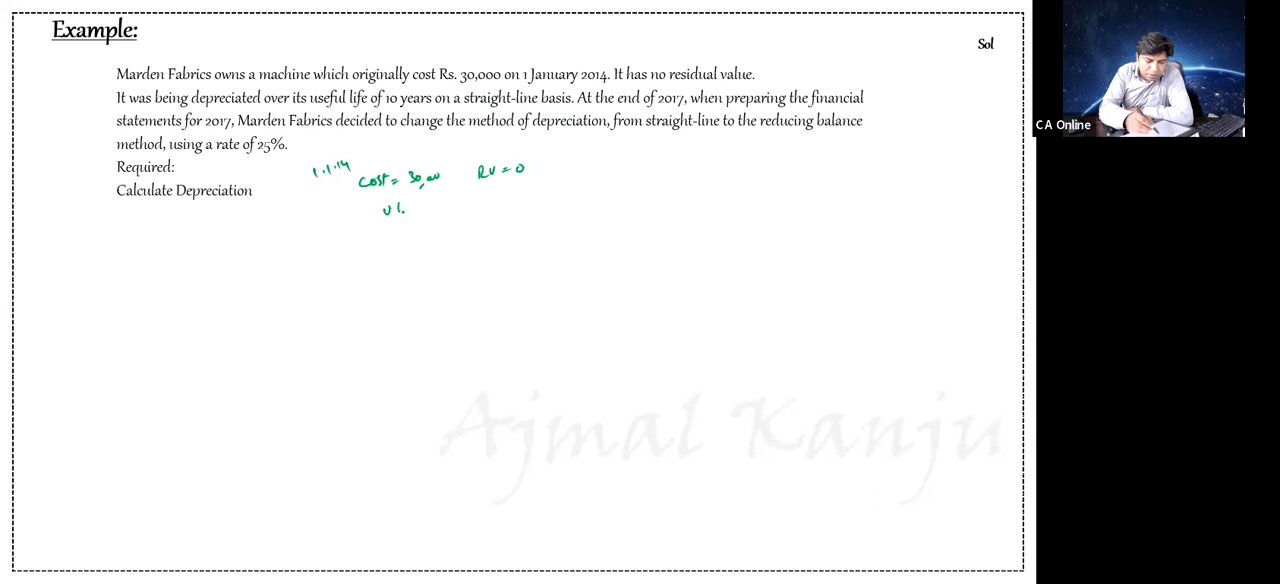 Example:
Sol
Marden Fabrics owns a machine which originally cost Rs. 30,000 on 1 January 2014. It has no residual value.
It was being depreciated over its useful life of 10 years on a straight-line basis. At the end of 2017, when preparing the financial
statements for 2017, Marden Fabrics decided to change the method of depreciation, from straight-line to the reducing balance
method, using a rate of 25%.
Required:
Calculate Depreciation
1.1.14
Cost = 30,000 RV = 0
UL
CA Online
Ajmal Kanju